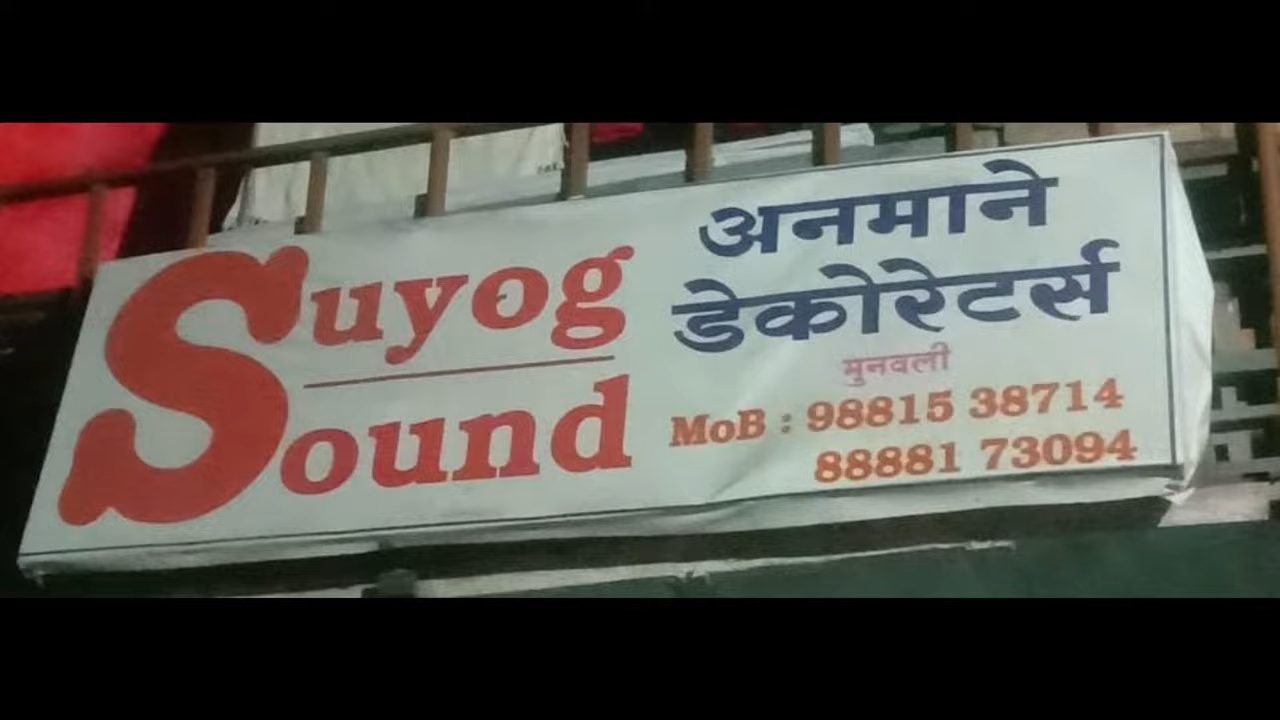 Suyog
Sound
अनमाने
डेकोरेटर्स
मुनवली
MoB : 98815 38714
88881 73094